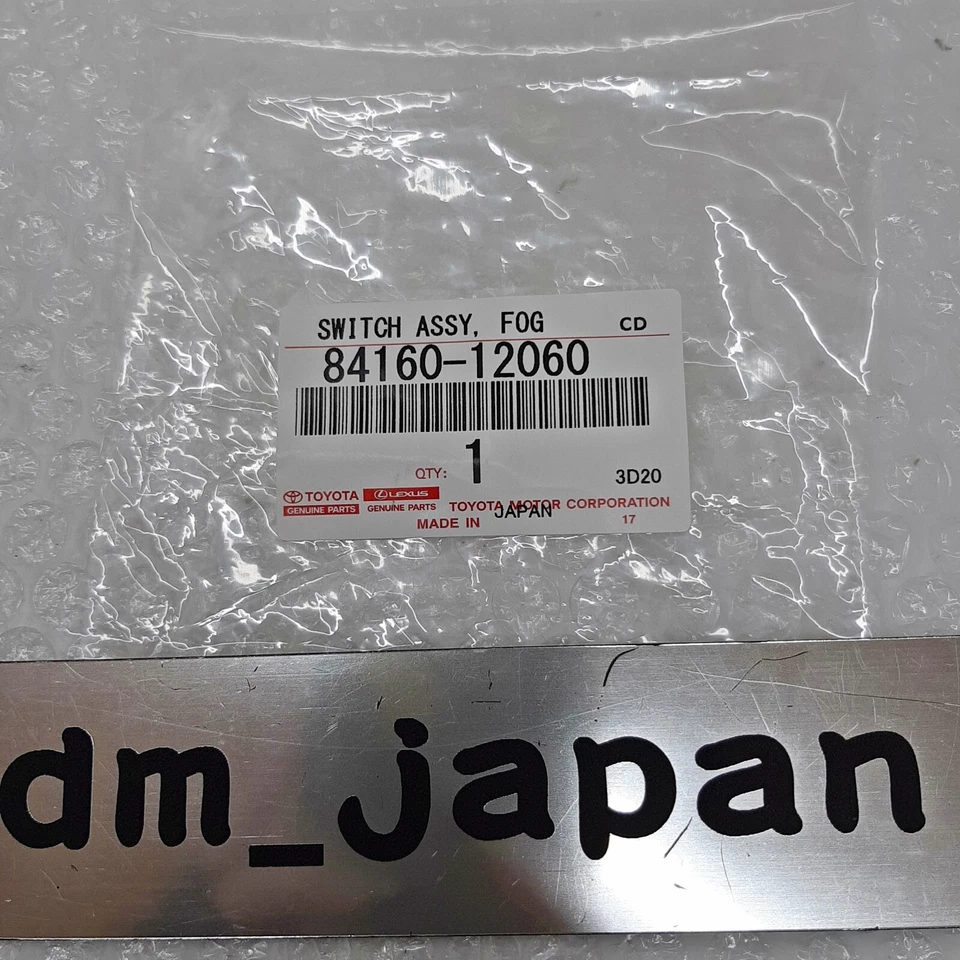 SWITCH ASSY, FOG CD
84160-12060
1
QTY:
3D20
TOYOTA LEXUS
GENUINE PARTS GENUINE PARTS
TOYOTA MOTOR CORPORATION
MADE IN JAPAN 17
dm_japan